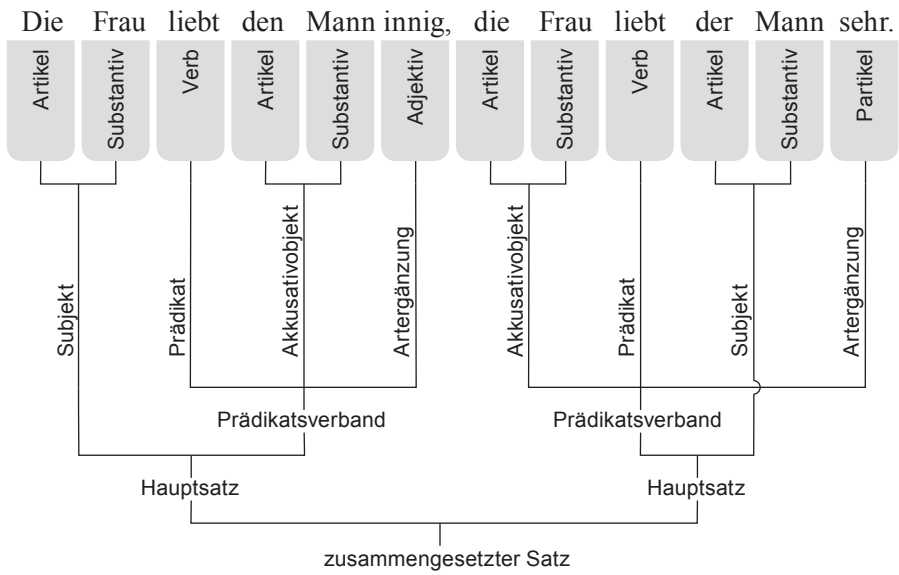 Die Frau liebt den Mann innig, die Frau liebt der Mann sehr.
Artikel Substantiv Verb Artikel Substantiv Adjektiv Artikel Substantiv Verb Artikel Substantiv Partikel
Subjekt Prädikat Akkusativobjekt Artergänzung Akkusativobjekt Prädikat Subjekt Artergänzung
Prädikatsverband Prädikatsverband
Hauptsatz Hauptsatz
zusammengesetzter Satz